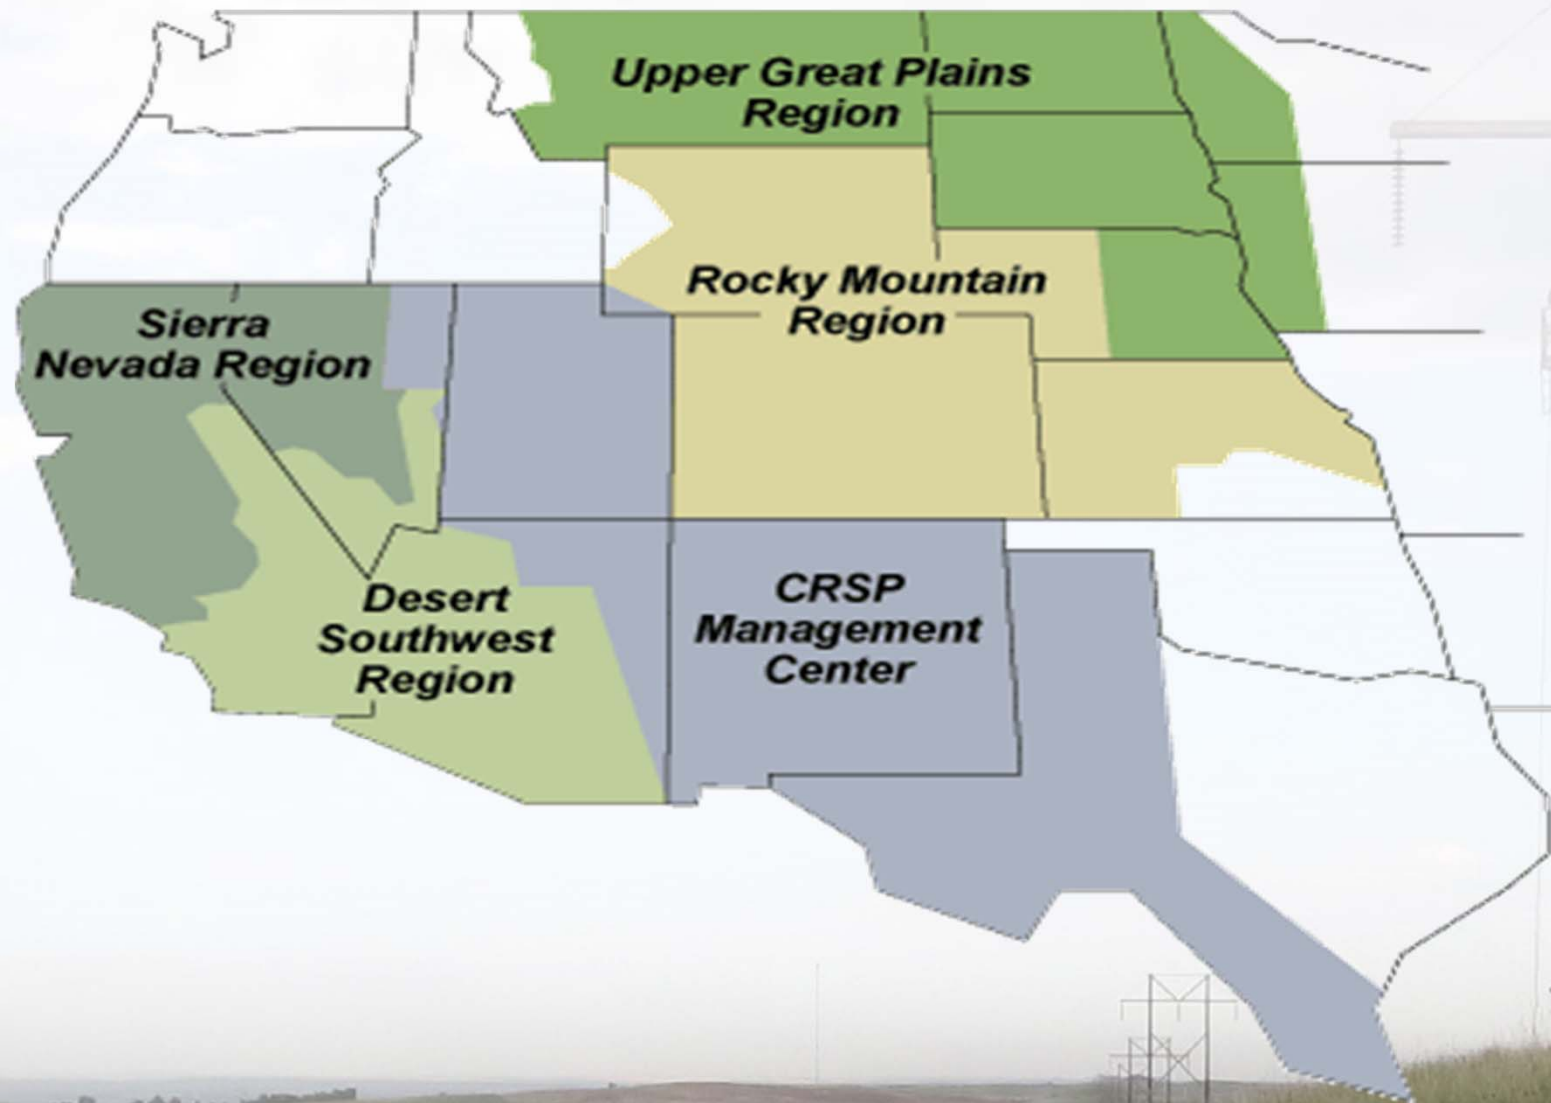 Upper Great Plains
Region
Rocky Mountain
Region
Sierra
Nevada Region
Desert
Southwest
Region
CRSP
Management
Center